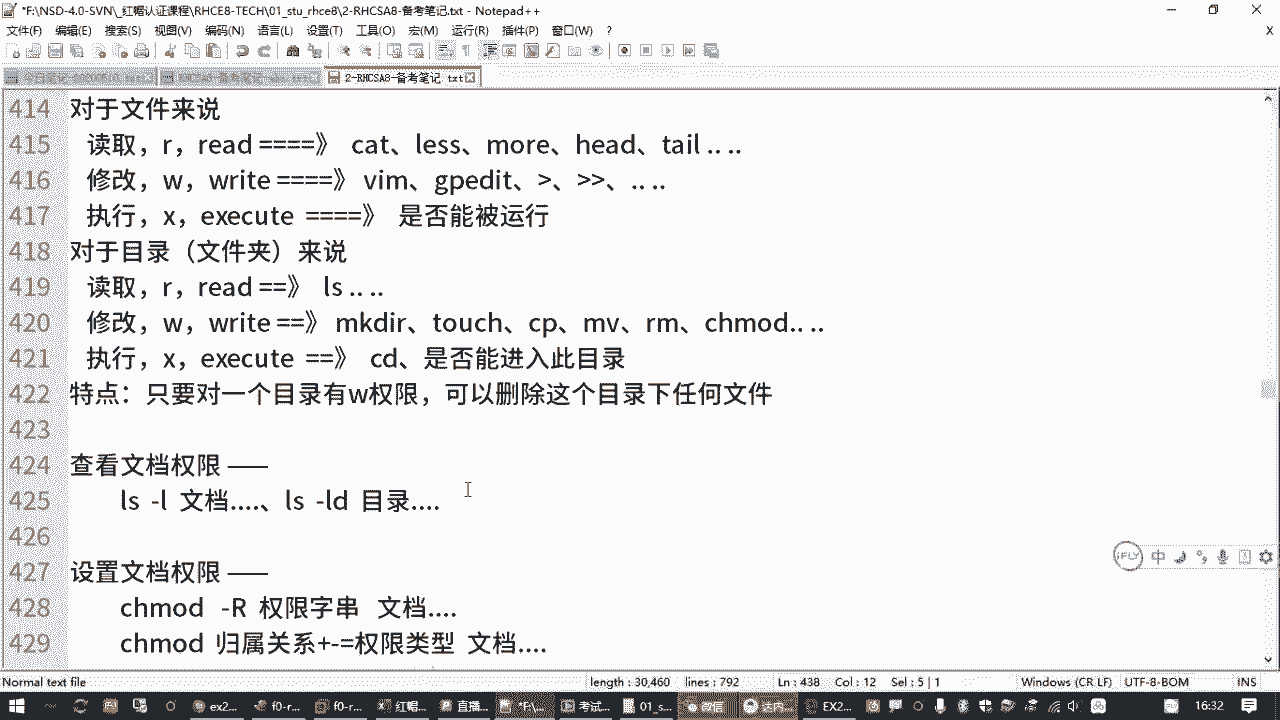 *F:\NSD-4.0-SVN\_红帽认证课程\RHCE8-TECH\01_stu_rhce8\2-RHCSA8-备考笔记.txt - Notepad++
文件(F) 编辑(E) 搜索(S) 视图(V) 编码(N) 语言(L) 设置(T) 工具(O) 宏(M) 运行(R) 插件(P) 窗口(W) ? X
2-RHCSA8-备考笔记.txt
414 对于文件来说
415 读取，r，read ====》 cat、less、more、head、tail .. ..
416 修改，w，write ====》 vim、gpedit、>、>>、.. ..
417 执行，x，execute ====》 是否能被运行
418 对于目录（文件夹）来说
419 读取，r，read ==》 ls .. ..
420 修改，w，write ==》 mkdir、touch、cp、mv、rm、chmod.. ..
421 执行，x，execute ==》 cd、是否能进入此目录
422 特点：只要对一个目录有w权限，可以删除这个目录下任何文件
423
424 查看文档权限 ——
425 ls -l 文档....、ls -ld 目录....
426
427 设置文档权限 ——
428 chmod -R 权限字串 文档....
429 chmod 归属关系+-=权限类型 文档....
iFLY 中
Normal text file length : 30,460 lines : 792 Ln : 438 Col : 12 Sel : 5 | 1 Windows (CR LF) UTF-8-BOM INS
ex2... f0-r... f0-r... 红帽... 直播... *F:\... 考试... 01_s... 微信 EX2... 16:32